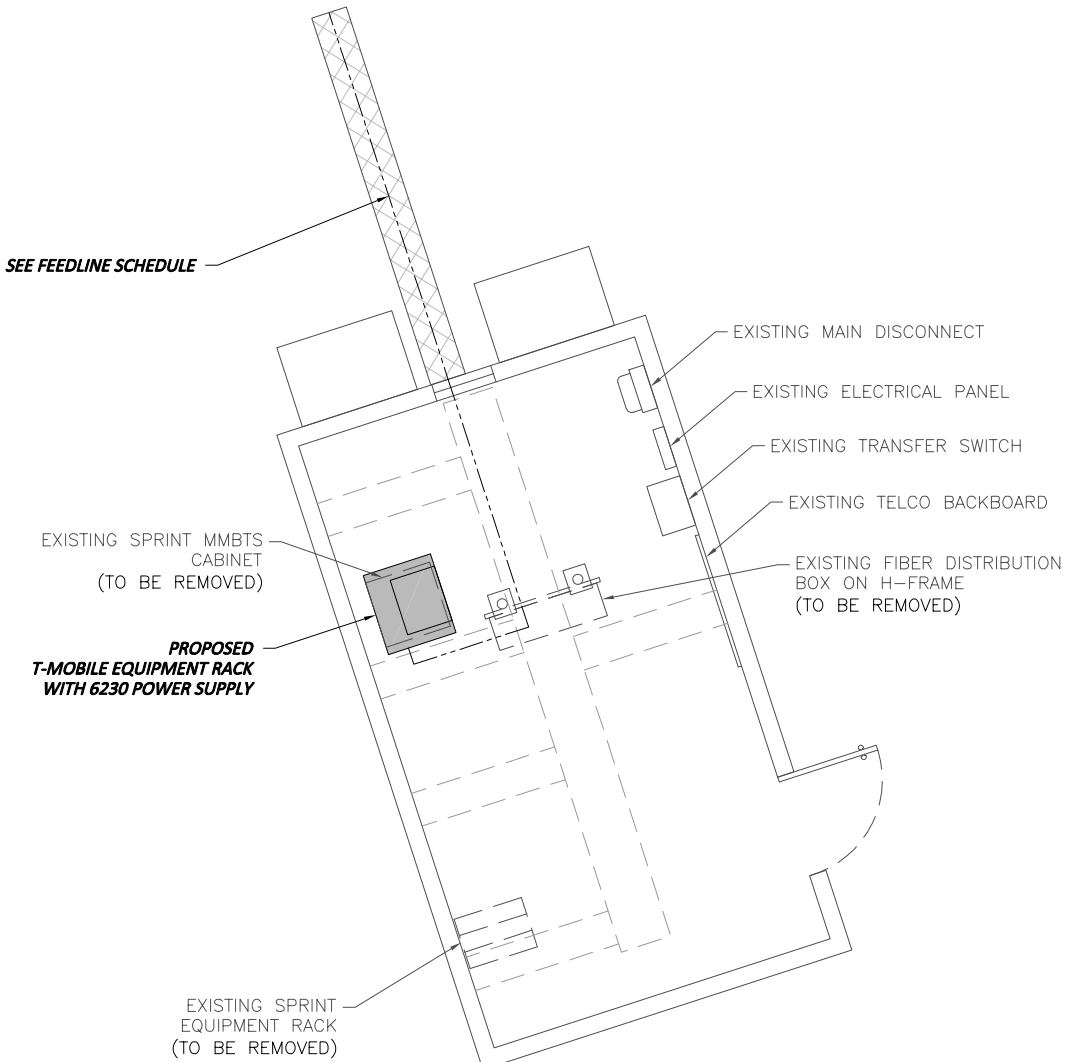 SEE FEEDLINE SCHEDULE
EXISTING MAIN DISCONNECT
EXISTING ELECTRICAL PANEL
EXISTING TRANSFER SWITCH
EXISTING TELCO BACKBOARD
EXISTING SPRINT MMBTS
CABINET
(TO BE REMOVED)
EXISTING FIBER DISTRIBUTION
BOX ON H-FRAME
(TO BE REMOVED)
PROPOSED
T-MOBILE EQUIPMENT RACK
WITH 6230 POWER SUPPLY
EXISTING SPRINT
EQUIPMENT RACK
(TO BE REMOVED)